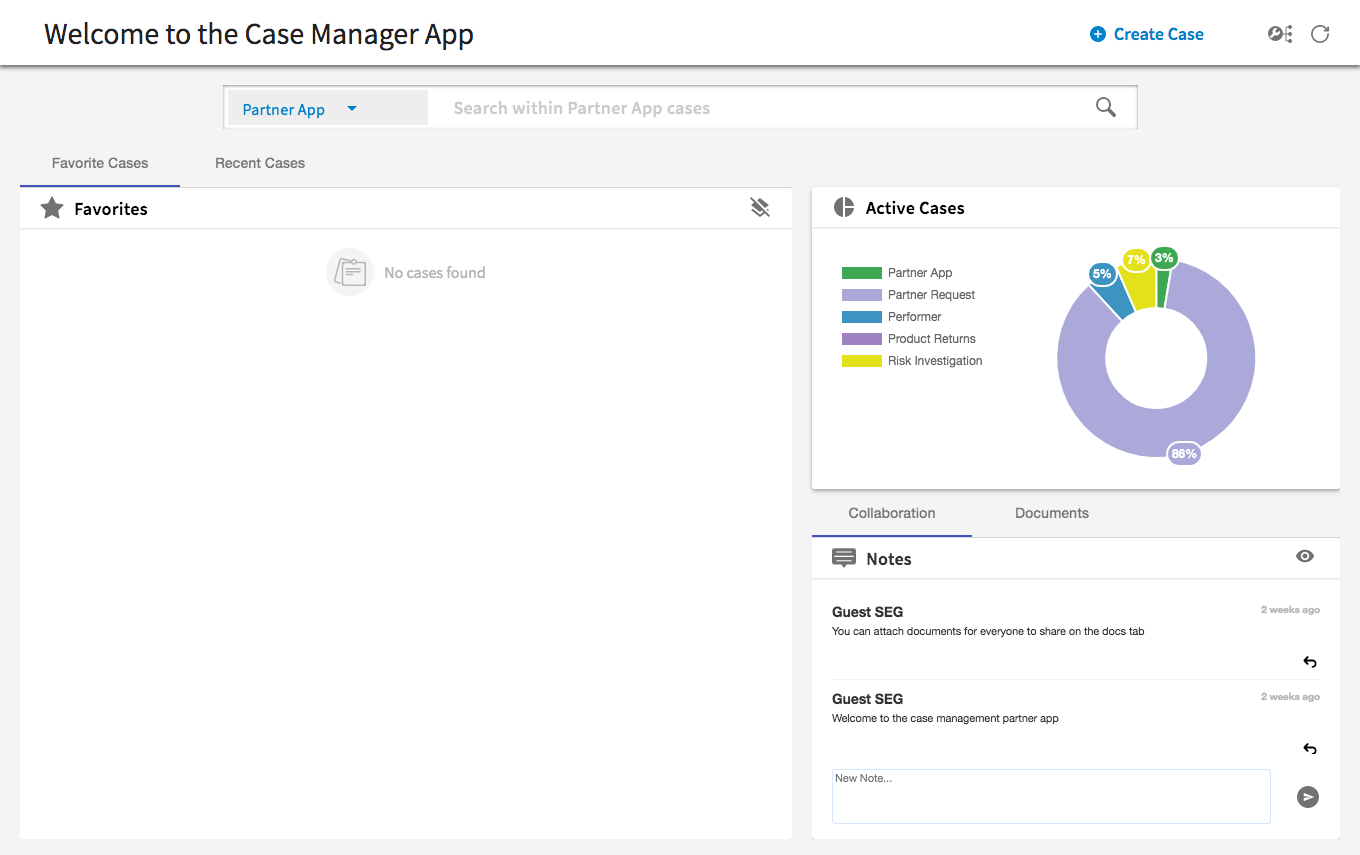 Welcome to the Case Manager App
Create Case
Partner App
Search within Partner App cases
Favorite Cases
Recent Cases
Favorites
No cases found
Active Cases
Partner App
Partner Request
Performer
Product Returns
Risk Investigation
5%
7%
3%
86%
Collaboration
Documents
Notes
Guest SEG
2 weeks ago
You can attach documents for everyone to share on the docs tab
Guest SEG
2 weeks ago
Welcome to the case management partner app
New Note...